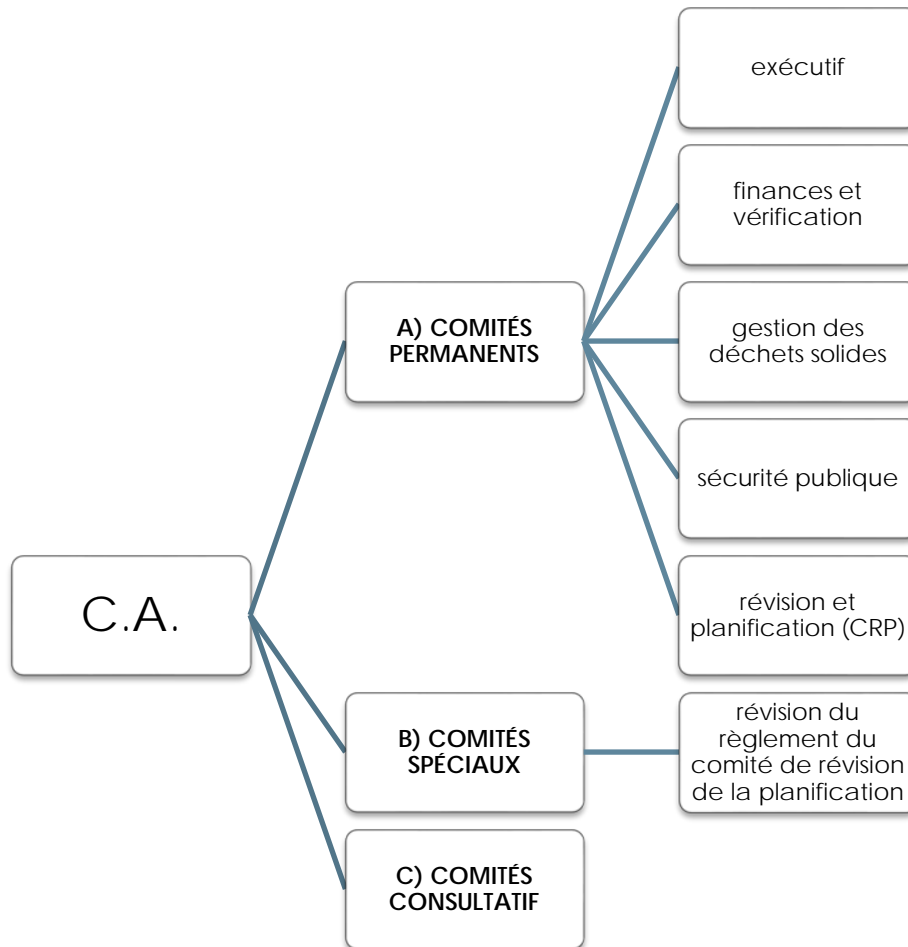 C.A.
A) COMITÉS
PERMANENTS
exécutif
finances et
vérification
gestion des
déchets solides
sécurité publique
révision et
planification (CRP)
B) COMITÉS
SPÉCIAUX
révision du
règlement du
comité de révision
de la planification
C) COMITÉS
CONSULTATIF